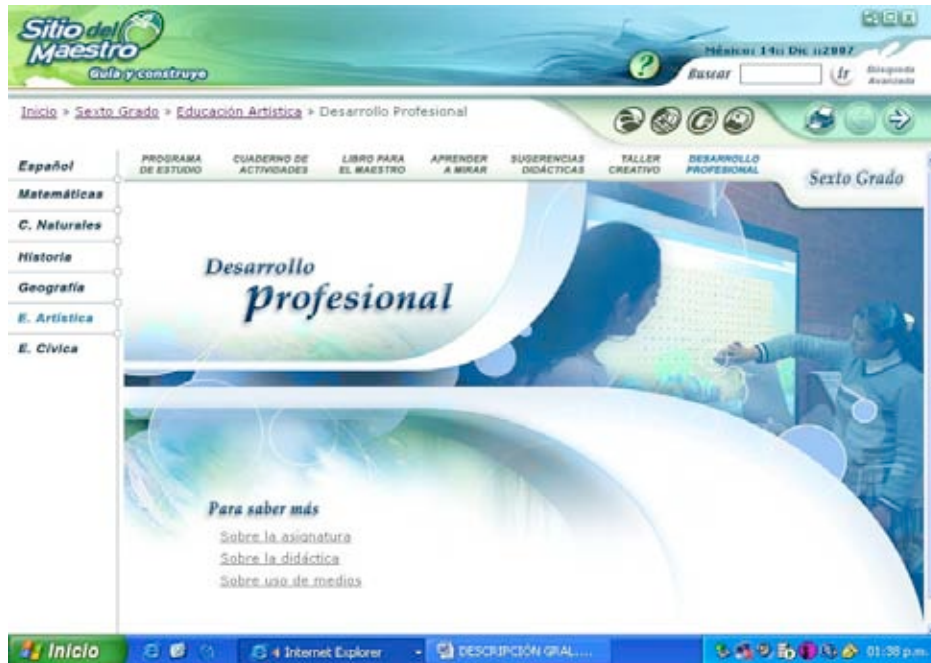 Sitio del
Maestro
Guía y construye
México: 14:: Dic ::2007
Buscar
Ir
Búsqueda
Avanzada
Inicio » Sexto Grado » Educación Artística » Desarrollo Profesional
Español
Matemáticas
C. Naturales
Historia
Geografía
E. Artística
E. Cívica
PROGRAMA
DE ESTUDIO
CUADERNO DE
ACTIVIDADES
LIBRO PARA
EL MAESTRO
APRENDER
A MIRAR
SUGERENCIAS
DIDÁCTICAS
TALLER
CREATIVO
DESARROLLO
PROFESIONAL
Sexto Grado
Desarrollo
Profesional
Para saber más
Sobre la asignatura
Sobre la didáctica
Sobre uso de medios
Inicio
4 Internet Explorer
DESCRIPCIÓN GRAL.....
01:38 p.m.